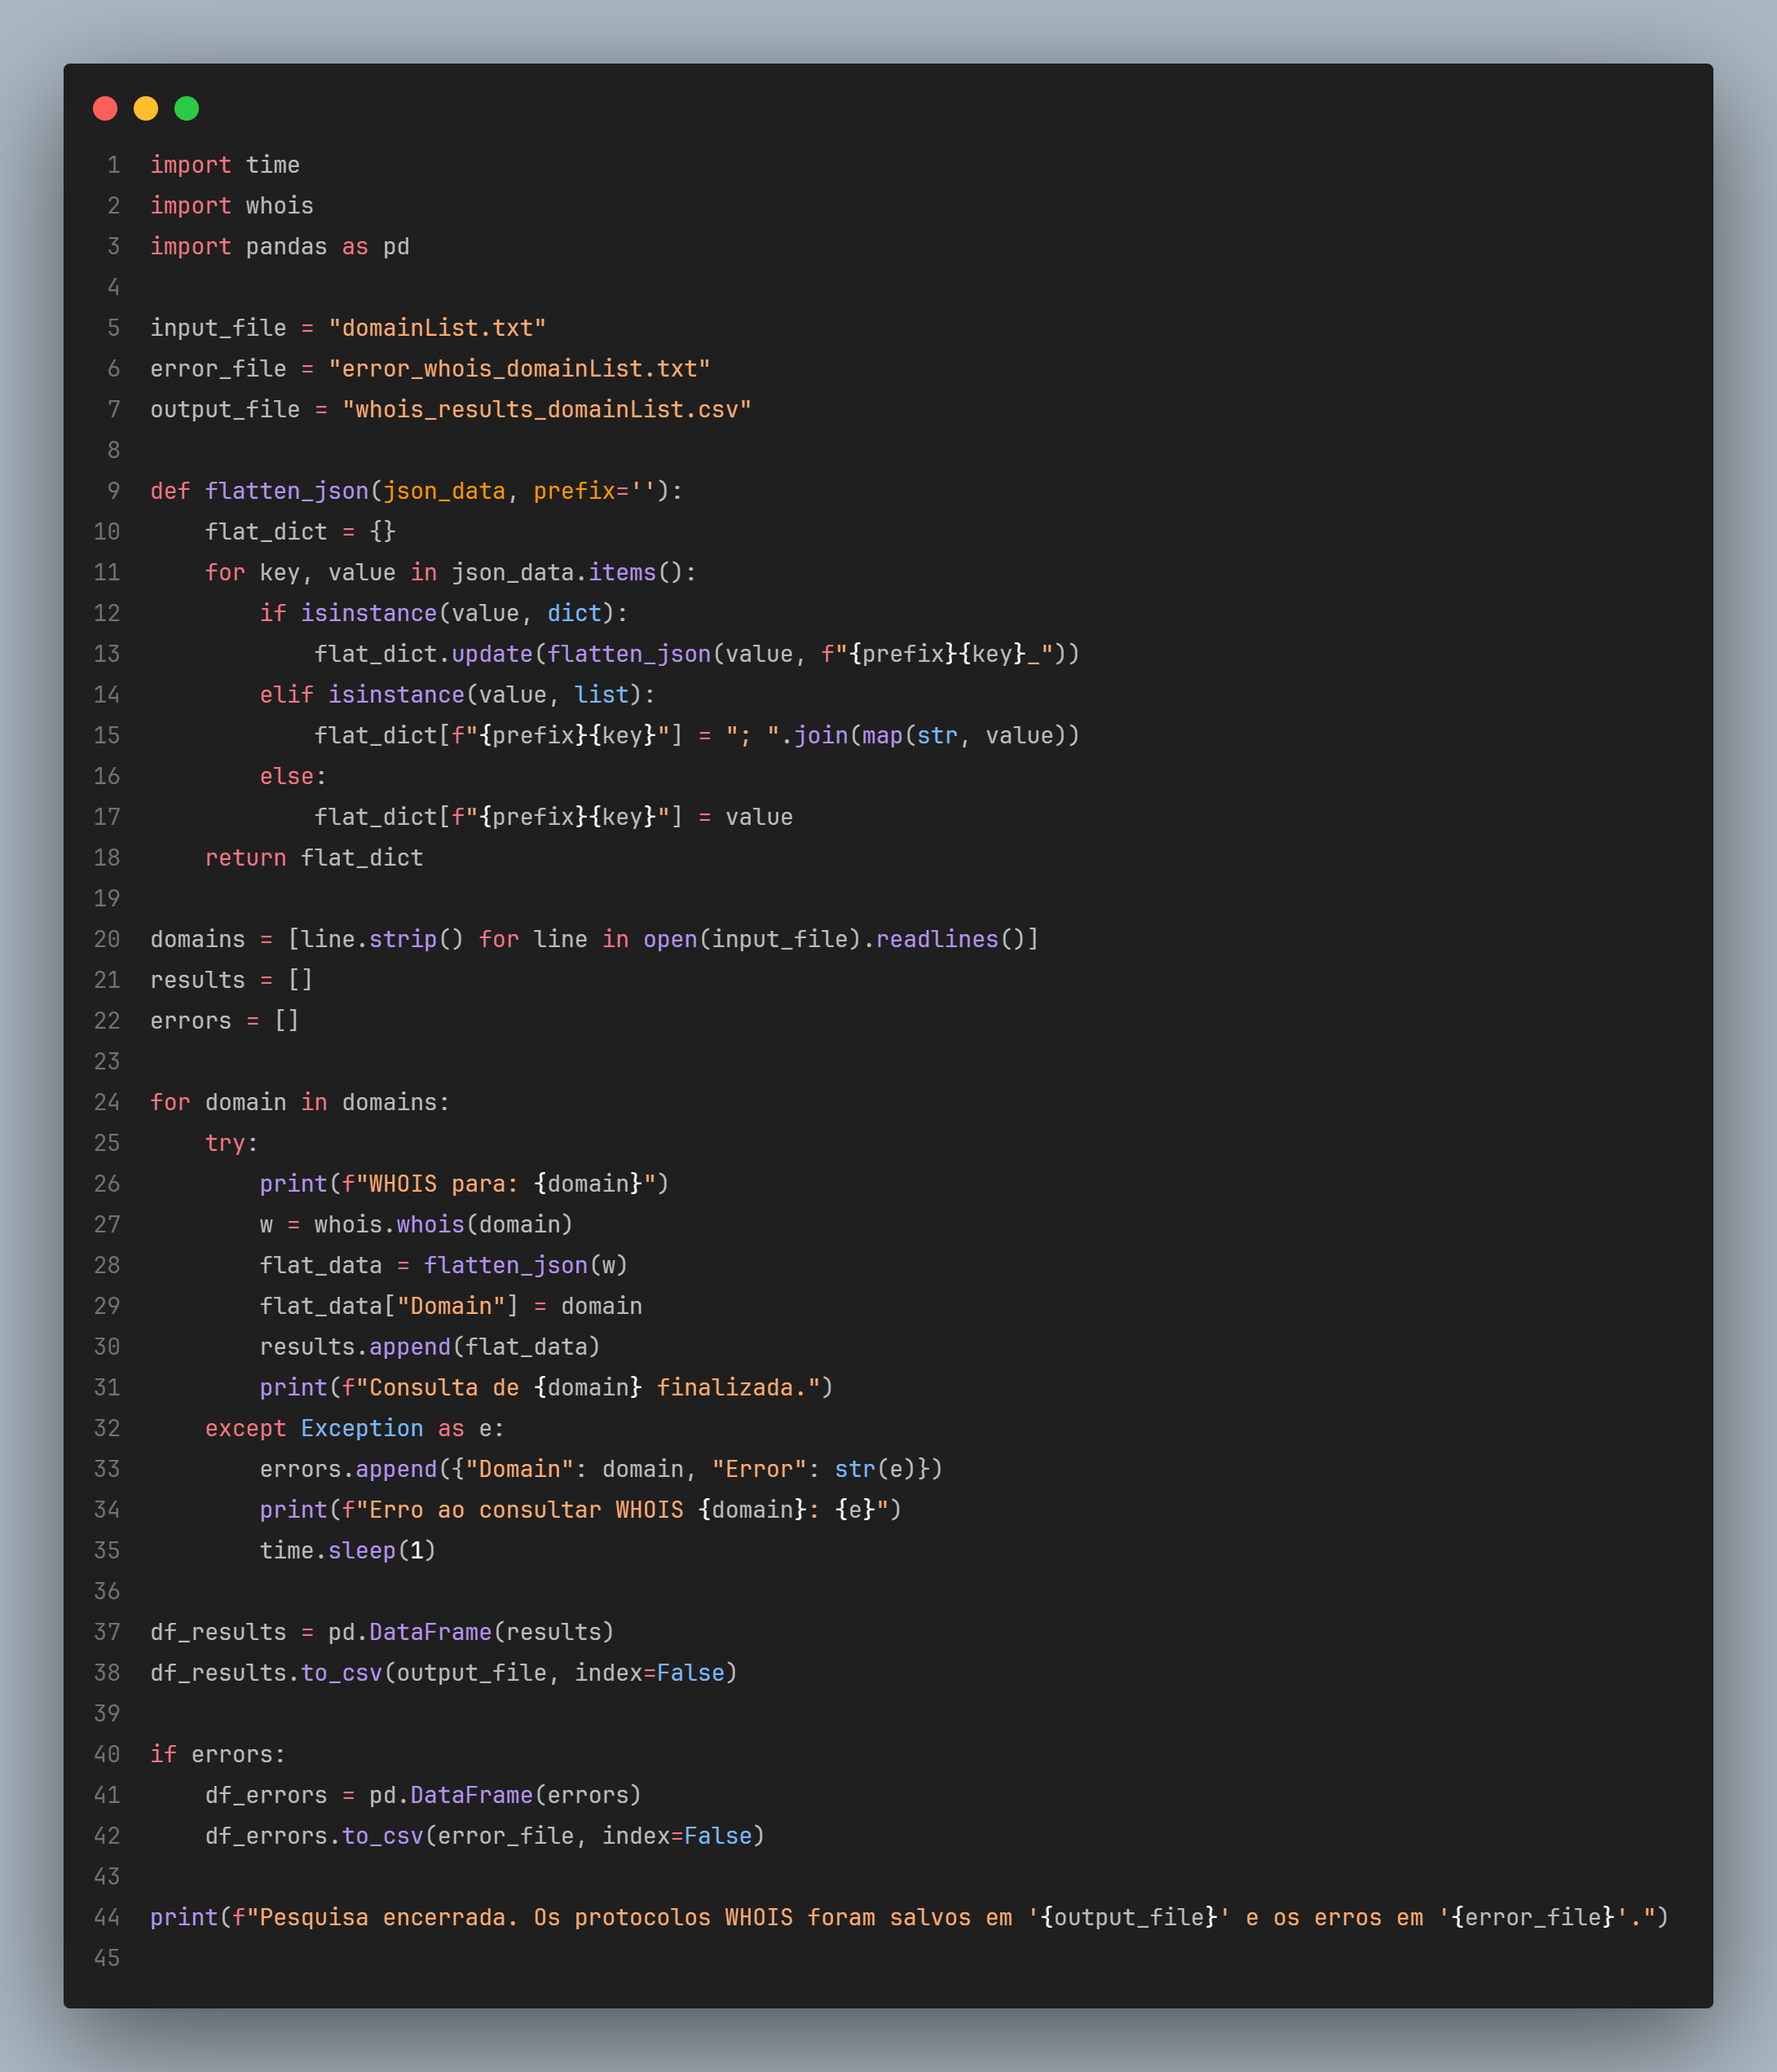 1 import time
2 import whois
3 import pandas as pd
4
5 input_file = "domainList.txt"
6 error_file = "error_whois_domainList.txt"
7 output_file = "whois_results_domainList.csv"
8
9 def flatten_json(json_data, prefix=''):
10     flat_dict = {}
11     for key, value in json_data.items():
12         if isinstance(value, dict):
13             flat_dict.update(flatten_json(value, f"{prefix}{key}_"))
14         elif isinstance(value, list):
15             flat_dict[f"{prefix}{key}"] = "; ".join(map(str, value))
16         else:
17             flat_dict[f"{prefix}{key}"] = value
18     return flat_dict
19
20 domains = [line.strip() for line in open(input_file).readlines()]
21 results = []
22 errors = []
23
24 for domain in domains:
25     try:
26         print(f"WHOIS para: {domain}")
27         w = whois.whois(domain)
28         flat_data = flatten_json(w)
29         flat_data["Domain"] = domain
30         results.append(flat_data)
31         print(f"Consulta de {domain} finalizada.")
32     except Exception as e:
33         errors.append({"Domain": domain, "Error": str(e)})
34         print(f"Erro ao consultar WHOIS {domain}: {e}")
35         time.sleep(1)
36
37 df_results = pd.DataFrame(results)
38 df_results.to_csv(output_file, index=False)
39
40 if errors:
41     df_errors = pd.DataFrame(errors)
42     df_errors.to_csv(error_file, index=False)
43
44 print(f"Pesquisa encerrada. Os protocolos WHOIS foram salvos em '{output_file}' e os erros em '{error_file}'.")
45